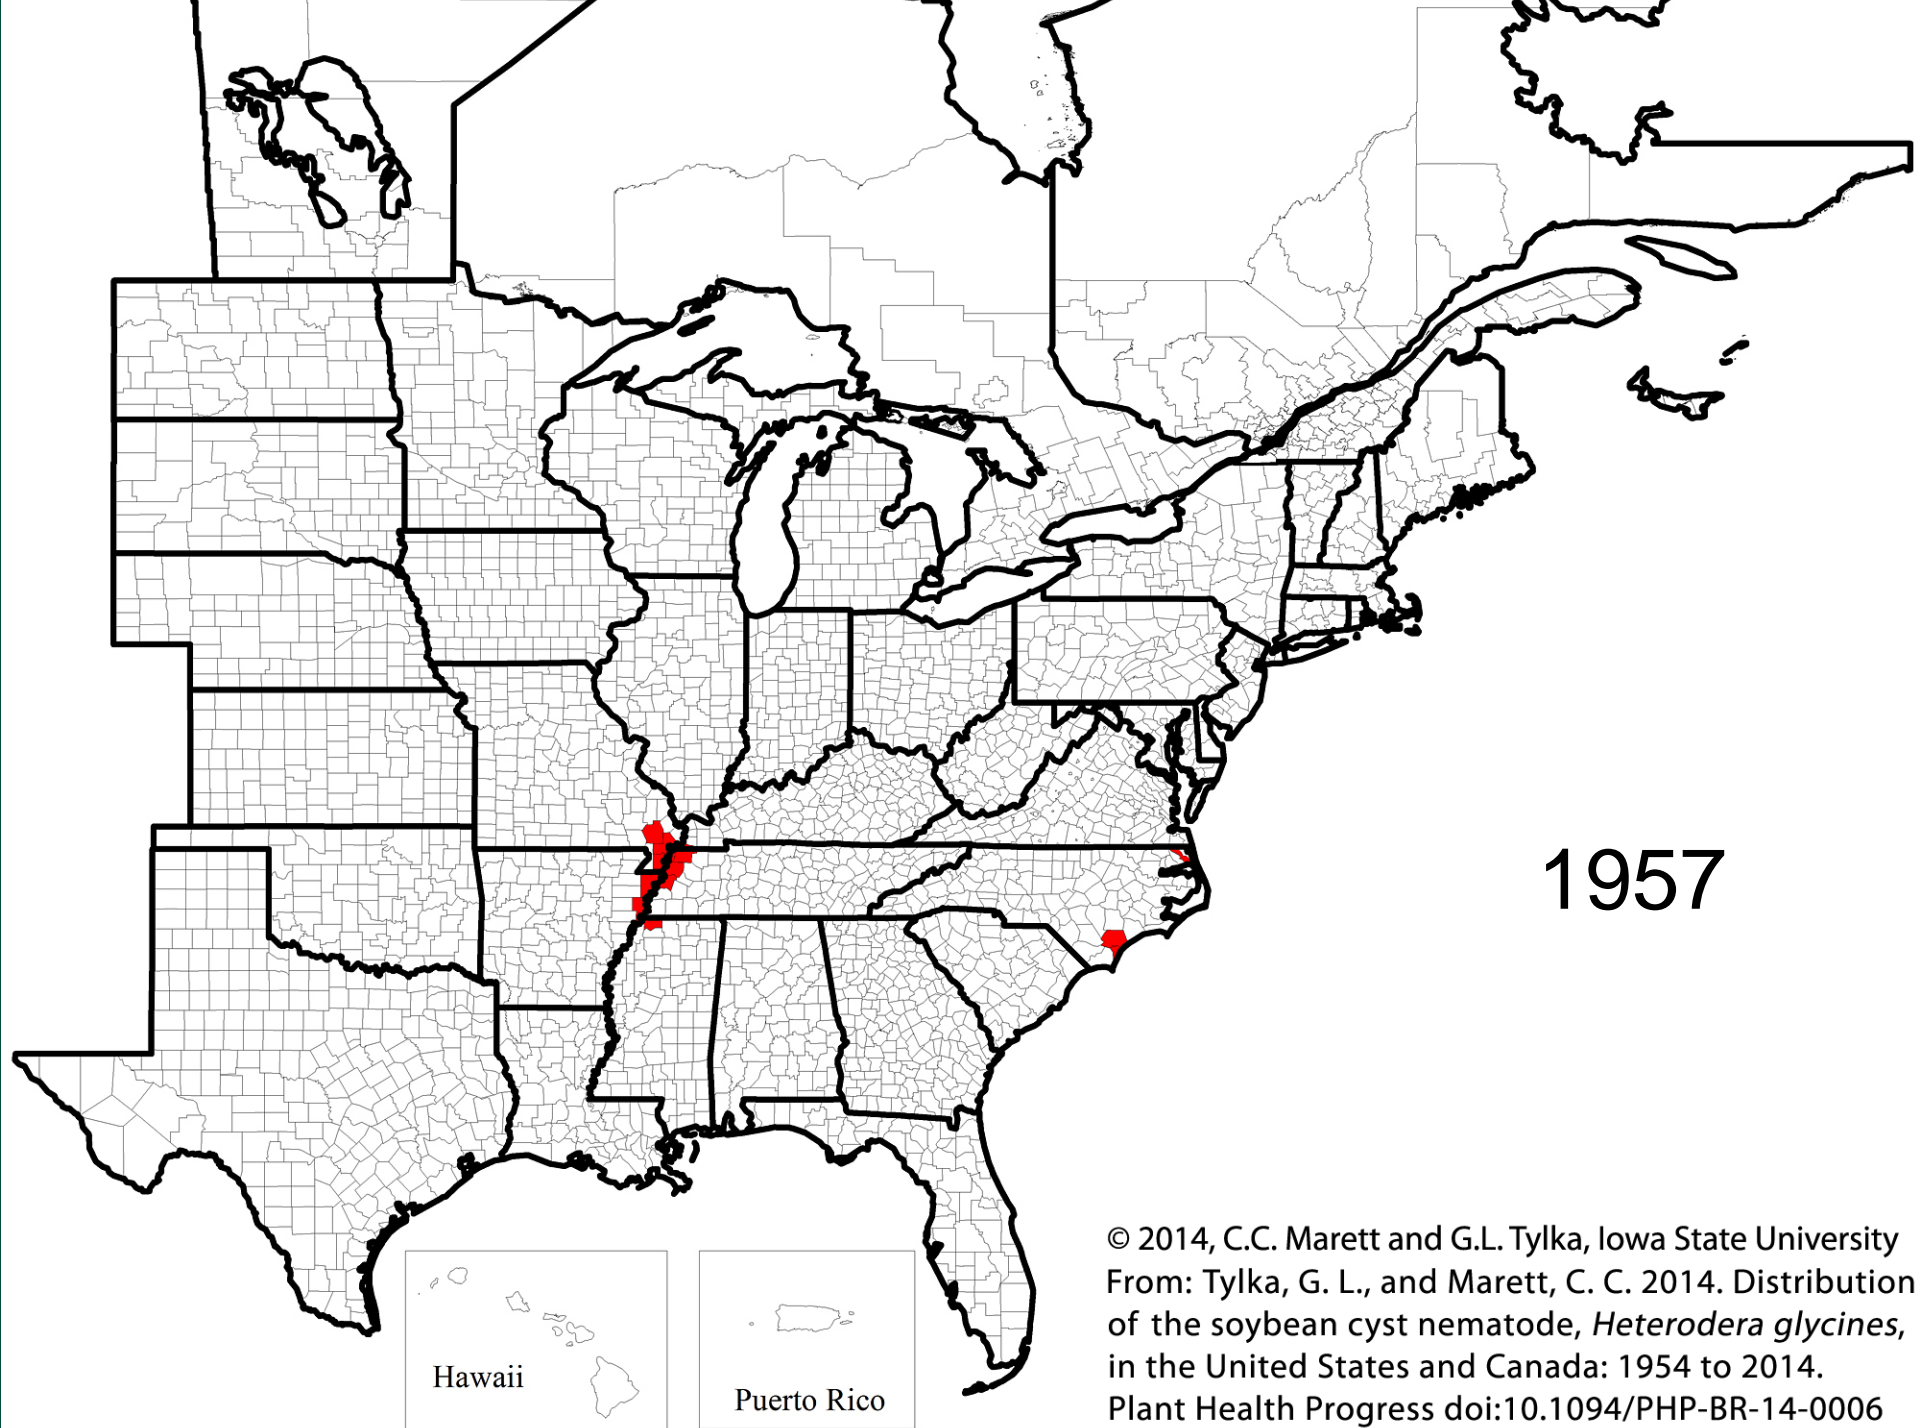 1957
Hawaii
Puerto Rico
© 2014, C.C. Marett and G.L. Tylka, Iowa State University
From: Tylka, G. L., and Marett, C. C. 2014. Distribution
of the soybean cyst nematode, Heterodera glycines,
in the United States and Canada: 1954 to 2014.
Plant Health Progress doi:10.1094/PHP-BR-14-0006